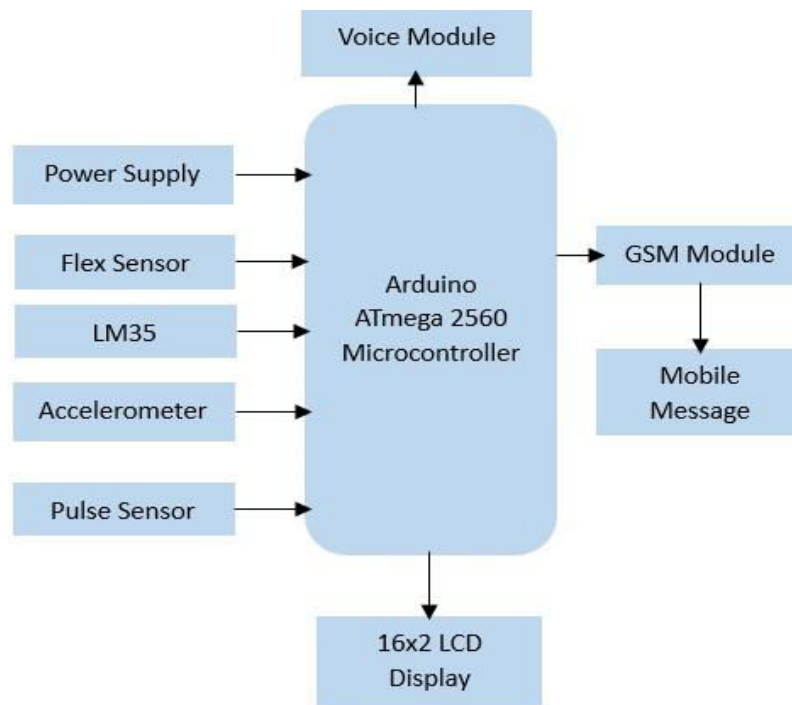 Voice Module
Power Supply
Flex Sensor
LM35
Accelerometer
Pulse Sensor
Arduino
ATmega 2560
Microcontroller
GSM Module
Mobile
Message
16x2 LCD
Display